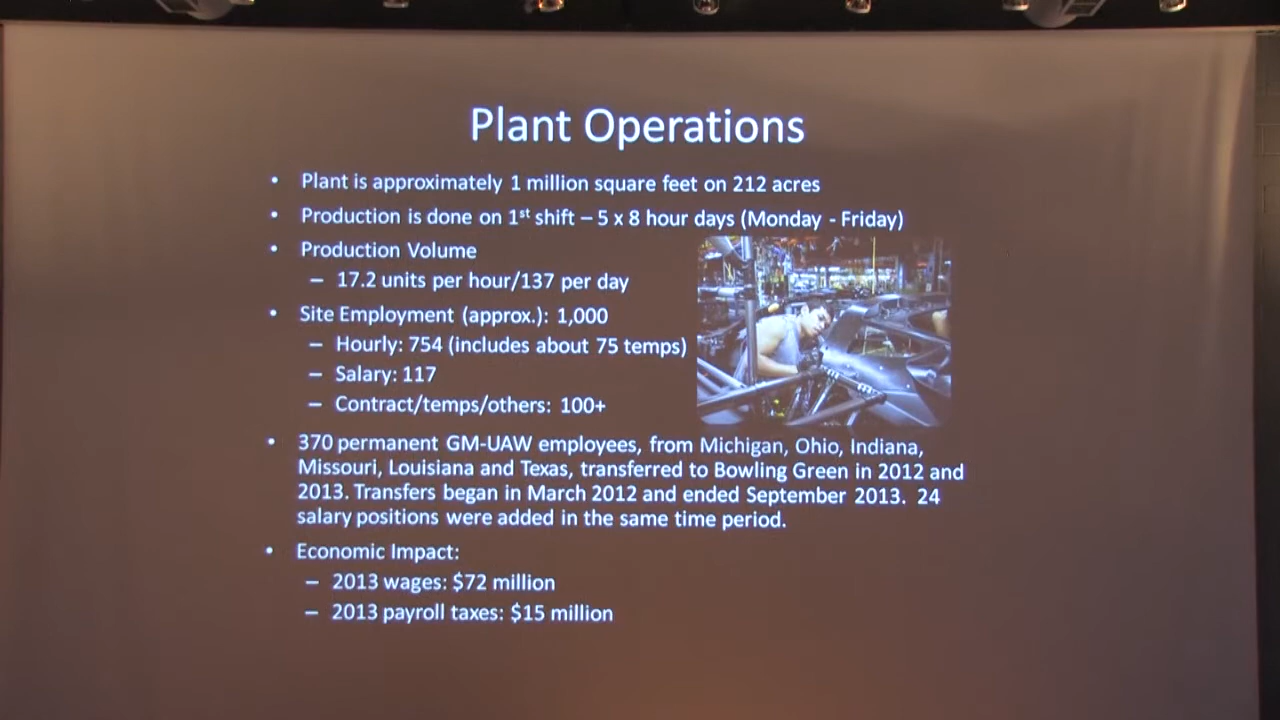 Plant Operations
• Plant is approximately 1 million square feet on 212 acres
• Production is done on 1st shift – 5 x 8 hour days (Monday - Friday)
• Production Volume
– 17.2 units per hour/137 per day
• Site Employment (approx.): 1,000
– Hourly: 754 (includes about 75 temps)
– Salary: 117
– Contract/temps/others: 100+
• 370 permanent GM-UAW employees, from Michigan, Ohio, Indiana,
Missouri, Louisiana and Texas, transferred to Bowling Green in 2012 and
2013. Transfers began in March 2012 and ended September 2013. 24
salary positions were added in the same time period.
• Economic Impact:
– 2013 wages: $72 million
– 2013 payroll taxes: $15 million